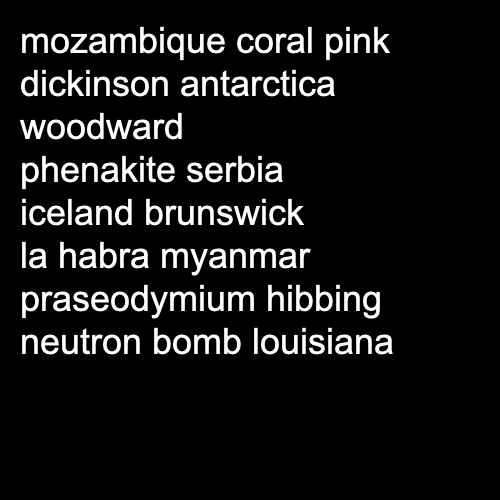 mozambique coral pink
dickinson antarctica
woodward
phenakite serbia
iceland brunswick
la habra myanmar
praseodymium hibbing
neutron bomb louisiana